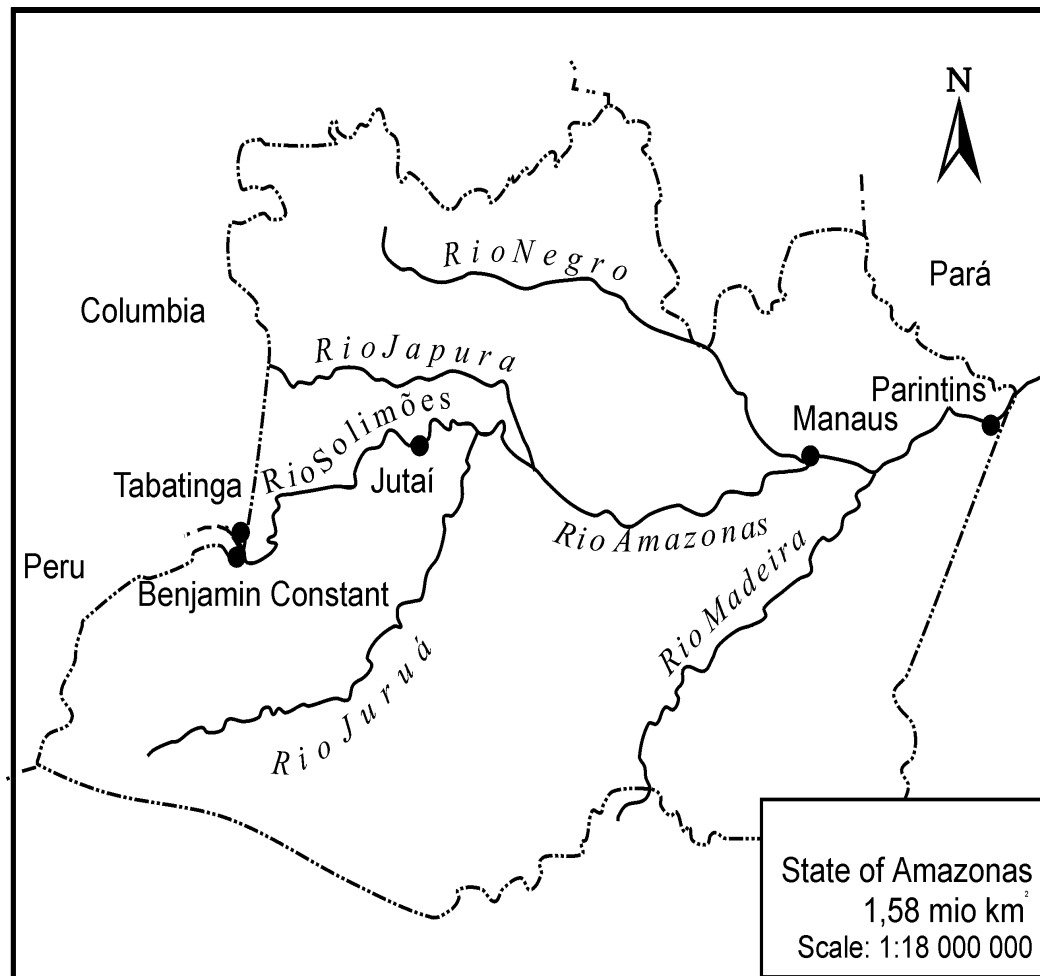 N
Rio Negro
Pará
Columbia
Rio Japura
Parintins
Rio Solimões
Manaus
Tabatinga
Jutaí
Rio Amazonas
Peru
Benjamin Constant
Rio Madeira
Rio Juruá
State of Amazonas
1,58 mio km²
Scale: 1:18 000 000